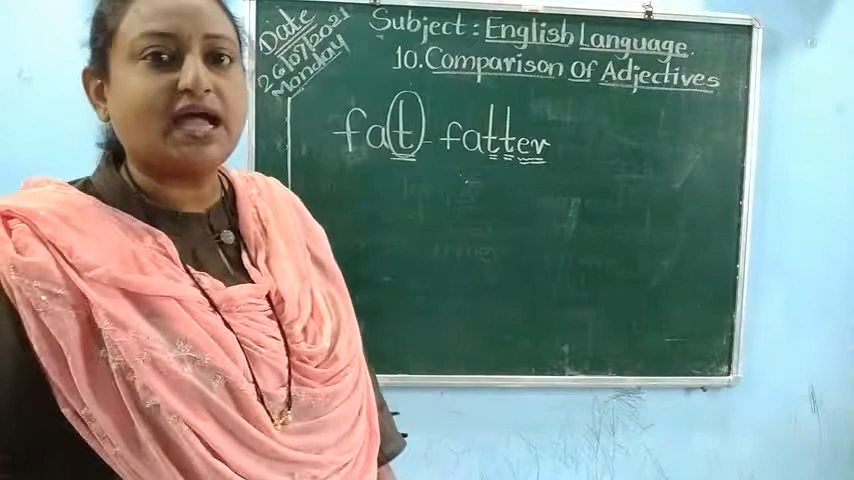 Date
26/07/2021
Monday
Subject : English Language.
10. Comparison Of Adjectives
fat - fatter